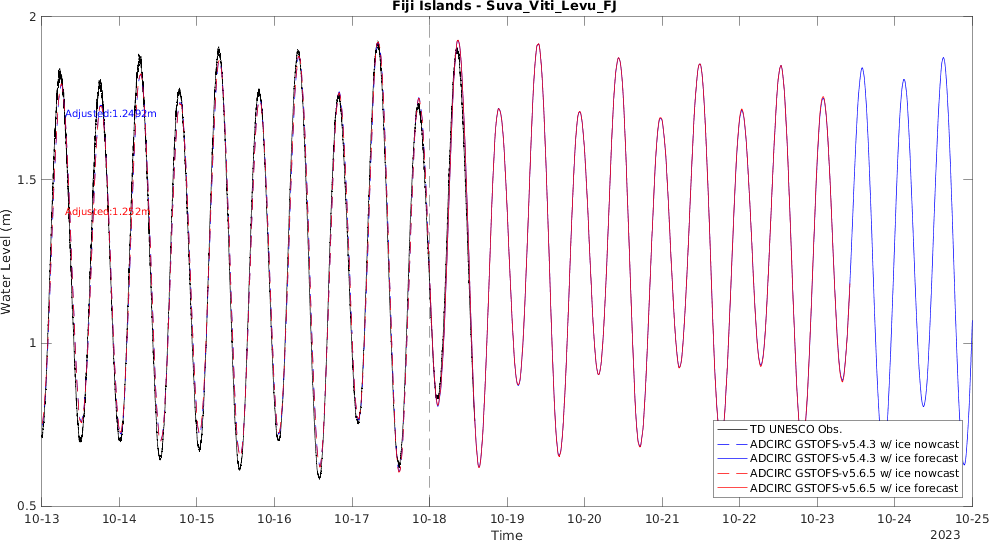 Fiji Islands - Suva_Viti_Levu_FJ
2
1.5
1
0.5
Water Level (m)
Adjusted:1.2492m
Adjusted:1.252m
TD UNESCO Obs.
ADCIRC GSTOFS-v5.4.3 w/ ice nowcast
ADCIRC GSTOFS-v5.4.3 w/ ice forecast
ADCIRC GSTOFS-v5.6.5 w/ ice nowcast
ADCIRC GSTOFS-v5.6.5 w/ ice forecast
10-13 10-14 10-15 10-16 10-17 10-18 10-19 10-20 10-21 10-22 10-23 10-24 10-25
Time
2023